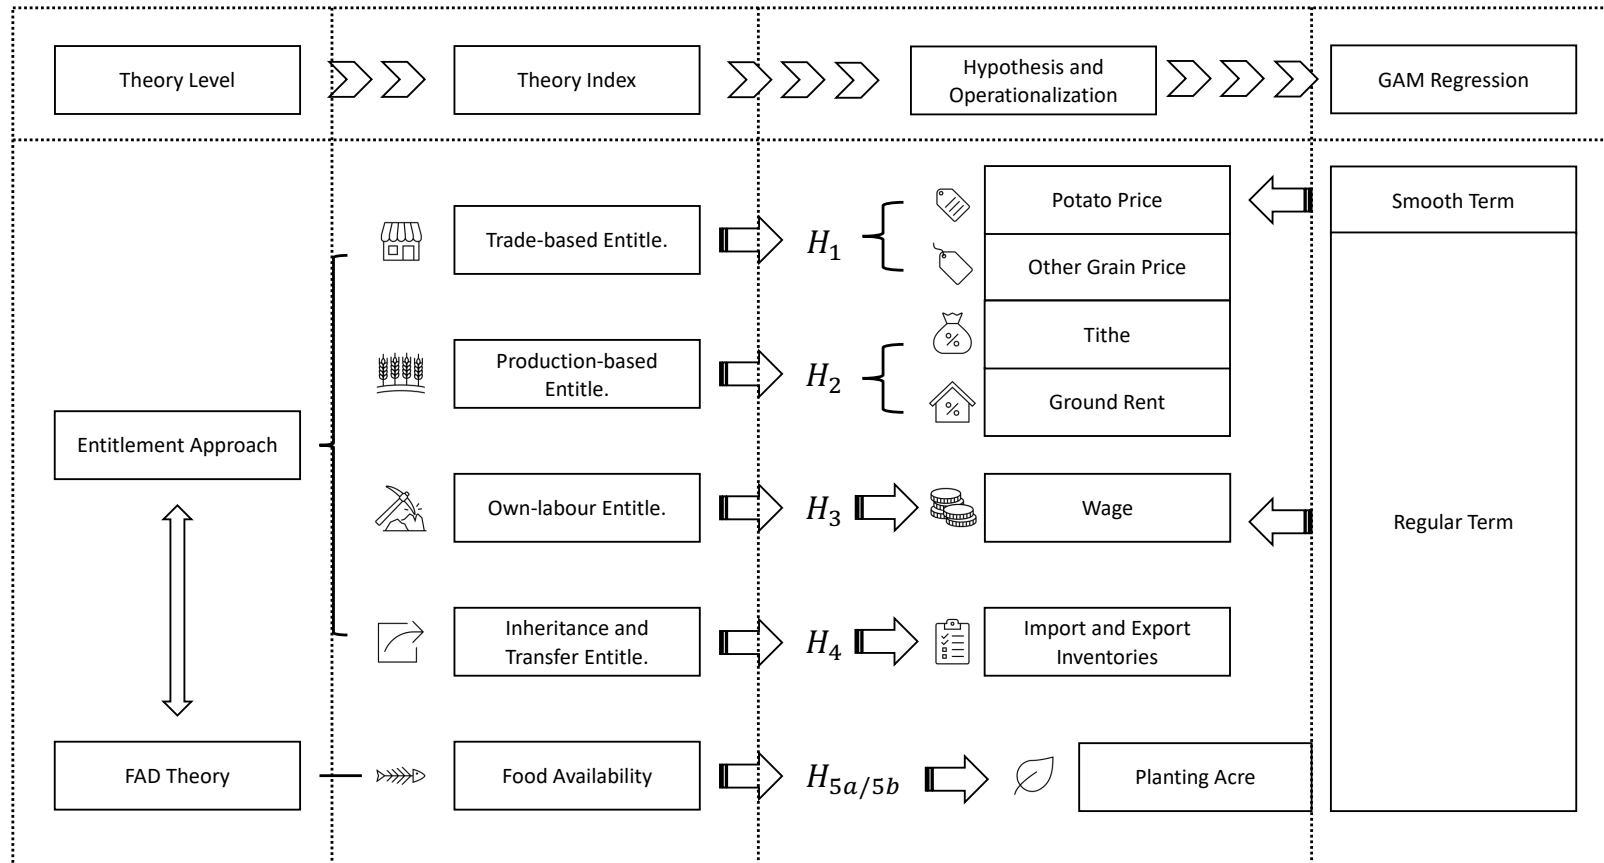 Theory Level
Theory Index
Hypothesis and
Operationalization
GAM Regression
Trade-based Entitle.
H₁
Potato Price
Smooth Term
Other Grain Price
Production-based
Entitle.
H₂
Tithe
%
Ground Rent
%
Entitlement Approach
Own-labour Entitle.
H₃
Wage
Regular Term
Inheritance and
Transfer Entitle.
H₄
Import and Export
Inventories
FAD Theory
Food Availability
H₅ₐ/₅b
Planting Acre